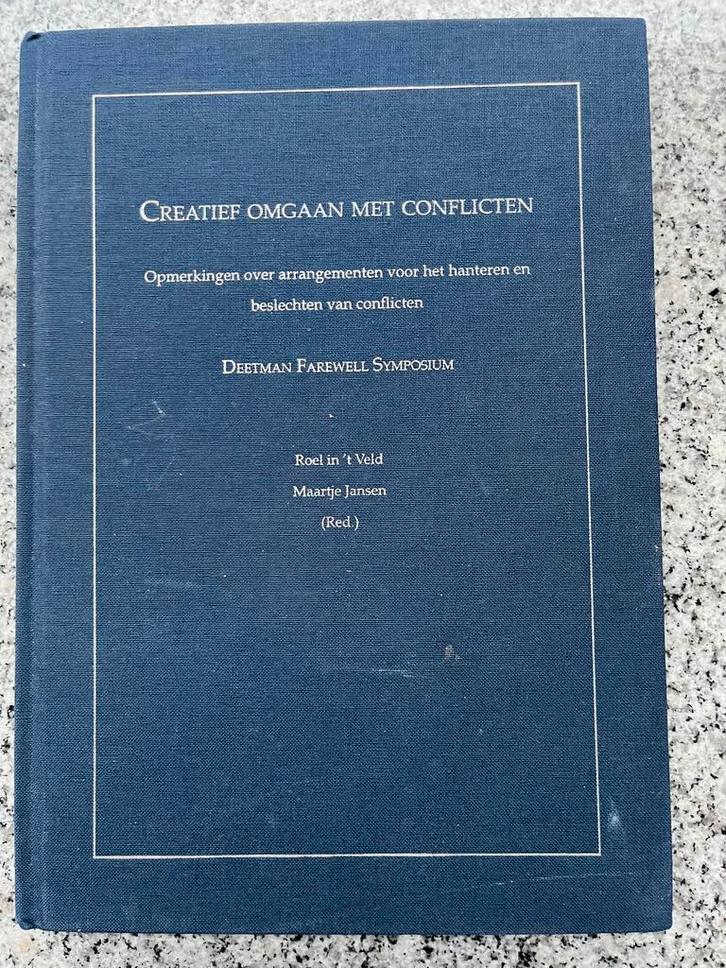 CREATIEF OMGAAN MET CONFLICTEN
Opmerkingen over arrangementen voor het hanteren en
beslechten van conflicten
DEETMAN FAREWELL SYMPOSIUM
Roel in 't Veld
Maartje Jansen
(Red.)